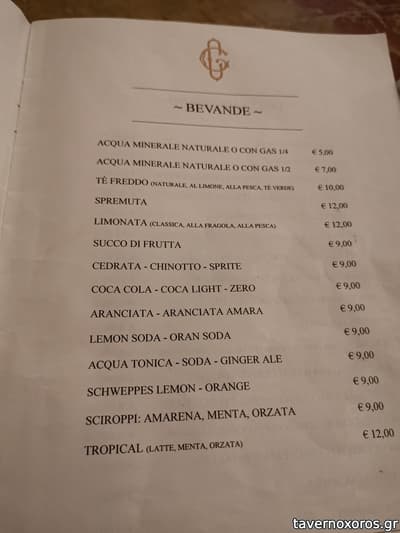 ~ BEVANDE ~
ACQUA MINERALE NATURALE O CON GAS 1/4 € 5,00
ACQUA MINERALE NATURALE O CON GAS 1/2 € 7,00
TÈ FREDDO (NATURALE, AL LIMONE, ALLA PESCA, TÈ VERDE) € 10,00
SPREMUTA € 12,00
LIMONATA (CLASSICA, ALLA FRAGOLA, ALLA PESCA) € 12,00
SUCCO DI FRUTTA € 9,00
CEDRATA - CHINOTTO - SPRITE € 9,00
COCA COLA - COCA LIGHT - ZERO € 9,00
ARANCIATA - ARANCIATA AMARA € 9,00
LEMON SODA - ORAN SODA € 9,00
ACQUA TONICA - SODA - GINGER ALE € 9,00
SCHWEPPES LEMON - ORANGE € 9,00
SCIROPPI: AMARENA, MENTA, ORZATA € 9,00
TROPICAL (LATTE, MENTA, ORZATA) € 12,00
tavernoxoros.gr